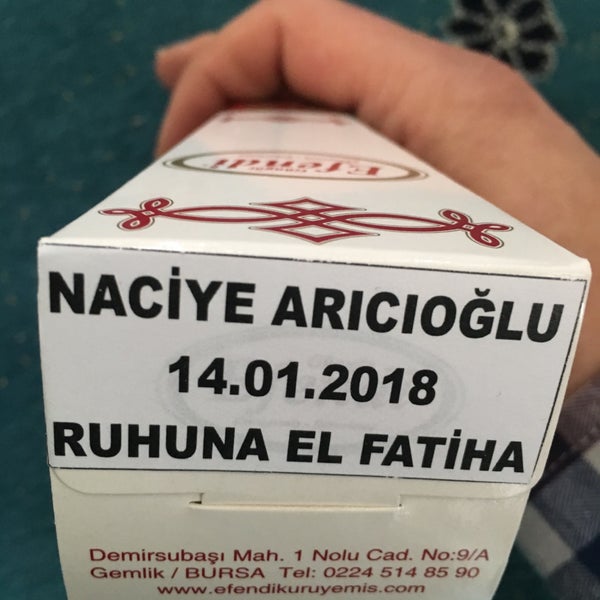 Efendi
NACİYE ARICIOĞLU
14.01.2018
RUHUNA EL FATİHA
Demirsubaşı Mah. 1 Nolu Cad. No:9/A
Gemlik / BURSA Tel: 0224 514 85 90
www.efendikuruyemis.com